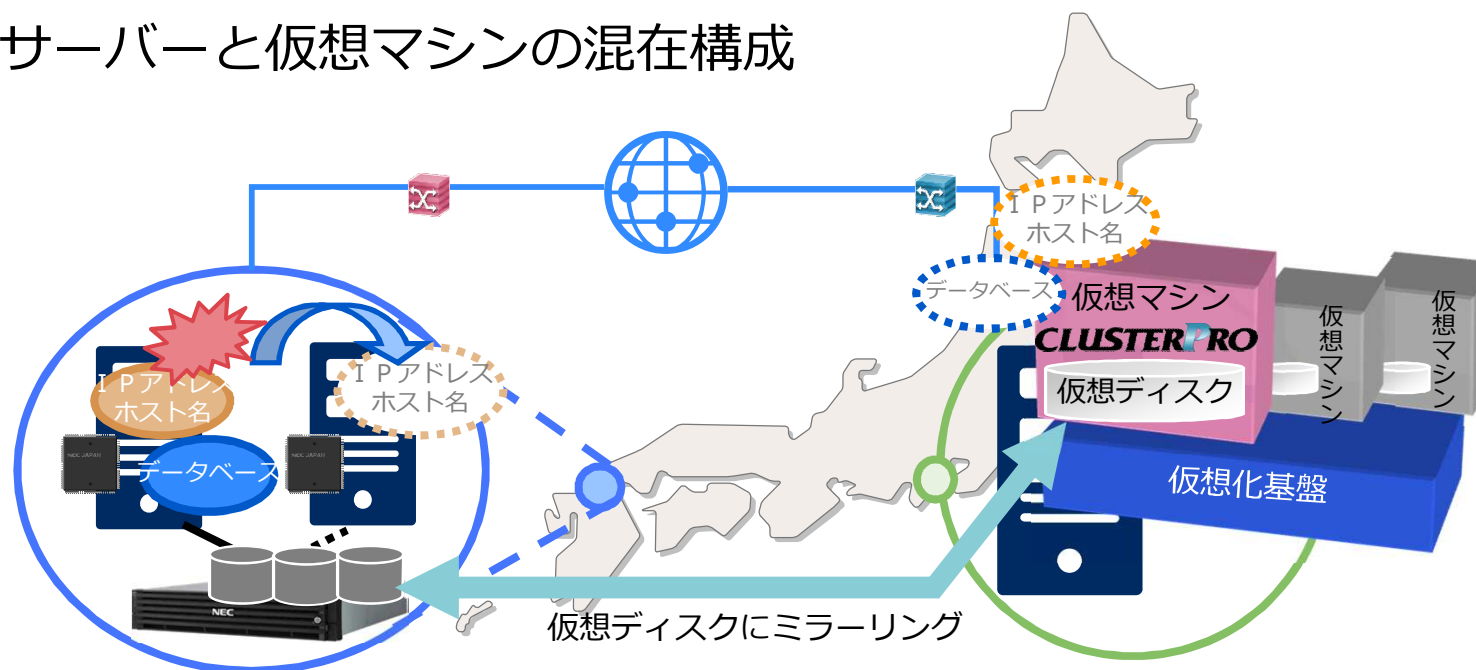 サーバーと仮想マシンの混在構成
ＩＰアドレス
ホスト名
データベース
仮想マシン
CLUSTERPRO
仮想ディスク
仮想マシン
仮想マシン
仮想化基盤
ＩＰアドレス
ホスト名
ＩＰアドレス
ホスト名
NEC JAPAN
データベース
NEC JAPAN
NEC
仮想ディスクにミラーリング